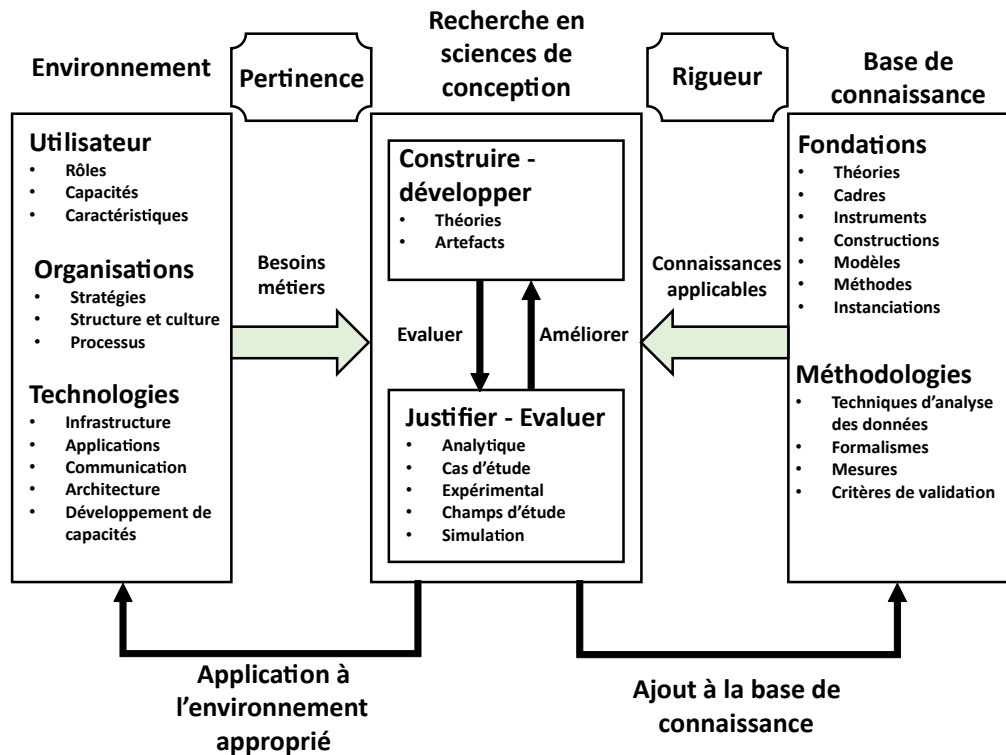 Environnement
Pertinence
Recherche en
sciences de
conception
Rigueur
Base de
connaissance
Utilisateur
• Rôles
• Capacités
• Caractéristiques
Organisations
• Stratégies
• Structure et culture
• Processus
Technologies
• Infrastructure
• Applications
• Communication
• Architecture
• Développement de
capacités
Besoins
métiers
Construire -
développer
• Théories
• Artefacts
Evaluer
Améliorer
Justifier - Evaluer
• Analytique
• Cas d’étude
• Expérimental
• Champs d’étude
• Simulation
Connaissances
applicables
Fondations
• Théories
• Cadres
• Instruments
• Constructions
• Modèles
• Méthodes
• Instanciations
Méthodologies
• Techniques d’analyse
des données
• Formalismes
• Mesures
• Critères de validation
Application à
l’environnement
approprié
Ajout à la base de
connaissance